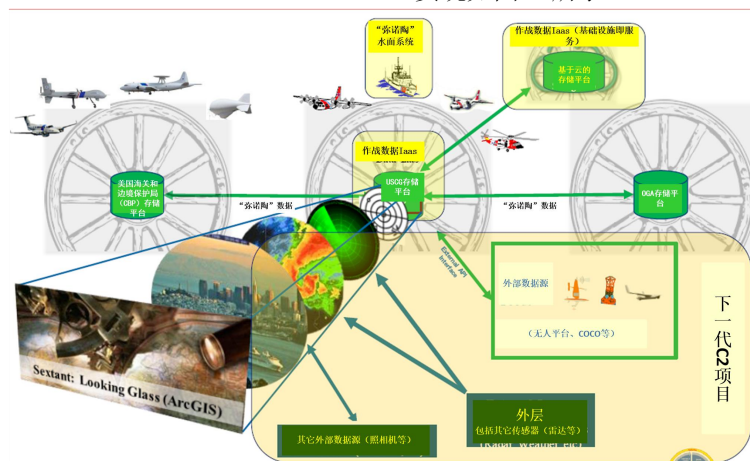 “弥诺陶”
水面系统
作战数据Iaas（基础设施即服
务）
基于云的
存储平台
作战数据Iaas
美国海关和
边境保护局
（CBP）存储
平台
USCG存储
平台
OGA存储平
台
“弥诺陶”数据
“弥诺陶”数据
External API
Interface
外部数据源
（无人平台、COCO等）
下一代C2项目
Sextant: Looking Glass (ArcGIS)
其它外部数据源（照相机等）
外层
包括其它传感器（雷达等）